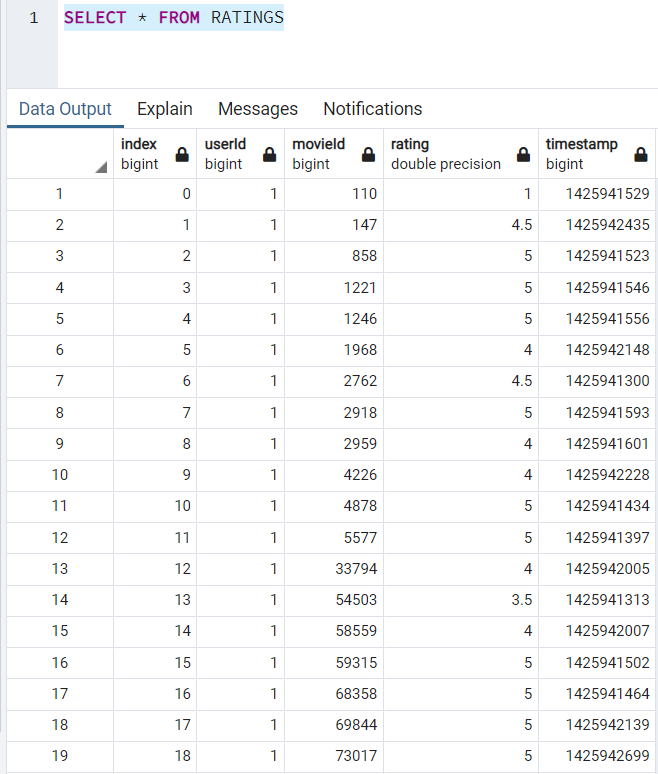 1 SELECT * FROM RATINGS
Data Output Explain Messages Notifications
index userId movieId rating timestamp
bigint bigint bigint double precision bigint
1 0 1 110 1 1425941529
2 1 1 147 4.5 1425942435
3 2 1 858 5 1425941523
4 3 1 1221 5 1425941546
5 4 1 1246 5 1425941556
6 5 1 1968 4 1425942148
7 6 1 2762 4.5 1425941300
8 7 1 2918 5 1425941593
9 8 1 2959 4 1425941601
10 9 1 4226 4 1425942228
11 10 1 4878 5 1425941434
12 11 1 5577 5 1425941397
13 12 1 33794 4 1425942005
14 13 1 54503 3.5 1425941313
15 14 1 58559 4 1425942007
16 15 1 59315 5 1425941502
17 16 1 68358 5 1425941464
18 17 1 69844 5 1425942139
19 18 1 73017 5 1425942699